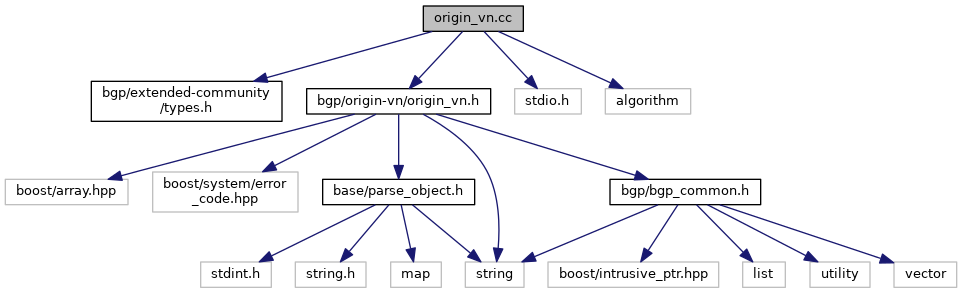 origin_vn.cc
bgp/extended-community
/types.h
bgp/origin-vn/origin_vn.h
stdio.h
algorithm
boost/array.hpp
boost/system/error
_code.hpp
base/parse_object.h
bgp/bgp_common.h
stdint.h
string.h
map
string
boost/intrusive_ptr.hpp
list
utility
vector